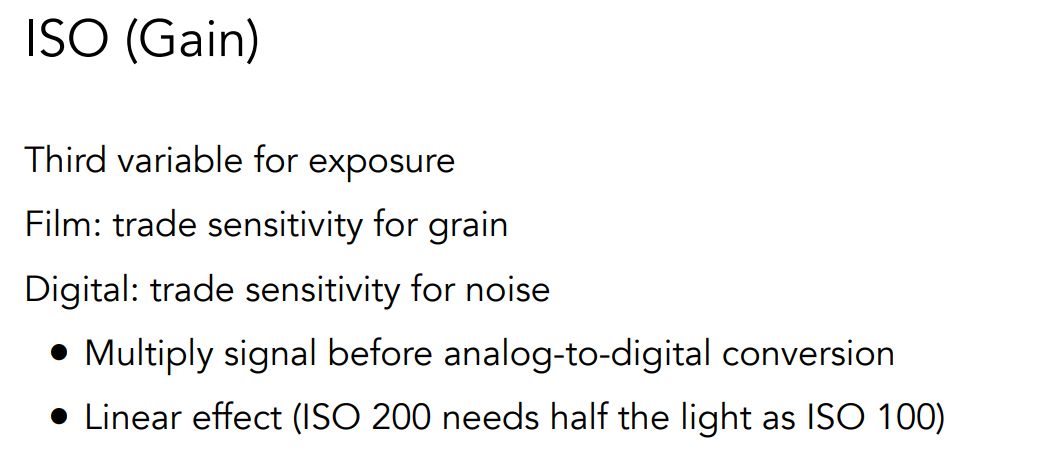 ISO (Gain)
Third variable for exposure
Film: trade sensitivity for grain
Digital: trade sensitivity for noise
• Multiply signal before analog-to-digital conversion
• Linear effect (ISO 200 needs half the light as ISO 100)